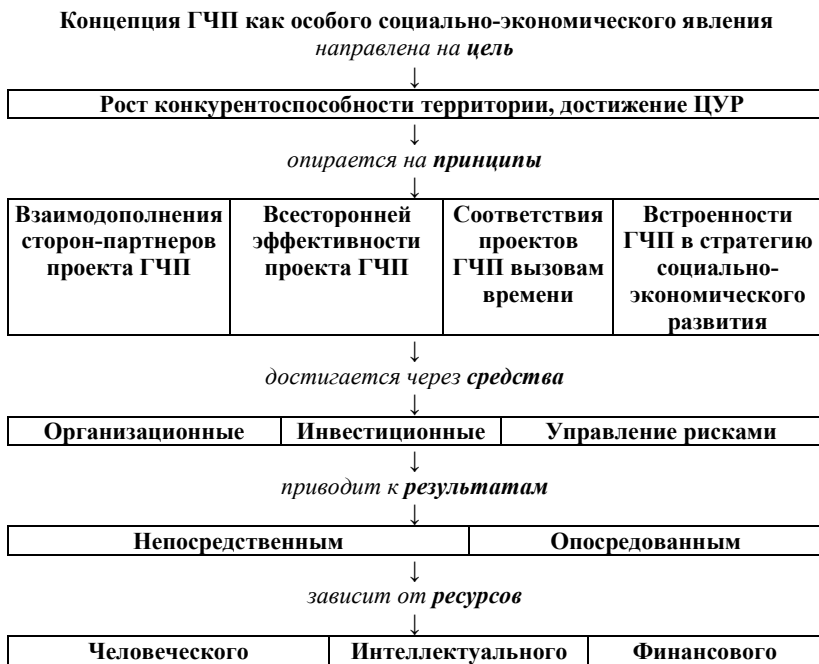 Концепция ГЧП как особого социально-экономического явления
направлена на цель
↓
Рост конкурентоспособности территории, достижение ЦУР
↓
опирается на принципы
↓
Взаимодополнения
сторон-партнеров
проекта ГЧП
Всесторонней
эффективности
проекта ГЧП
Соответствия
проектов
ГЧП вызовам
времени
Встроенности
ГЧП в стратегию
социально-
экономического
развития
↓
достигается через средства
↓
Организационные
Инвестиционные
Управление рисками
↓
приводит к результатам
↓
Непосредственным
Опосредованным
↓
зависит от ресурсов
↓
Человеческого
Интеллектуального
Финансового